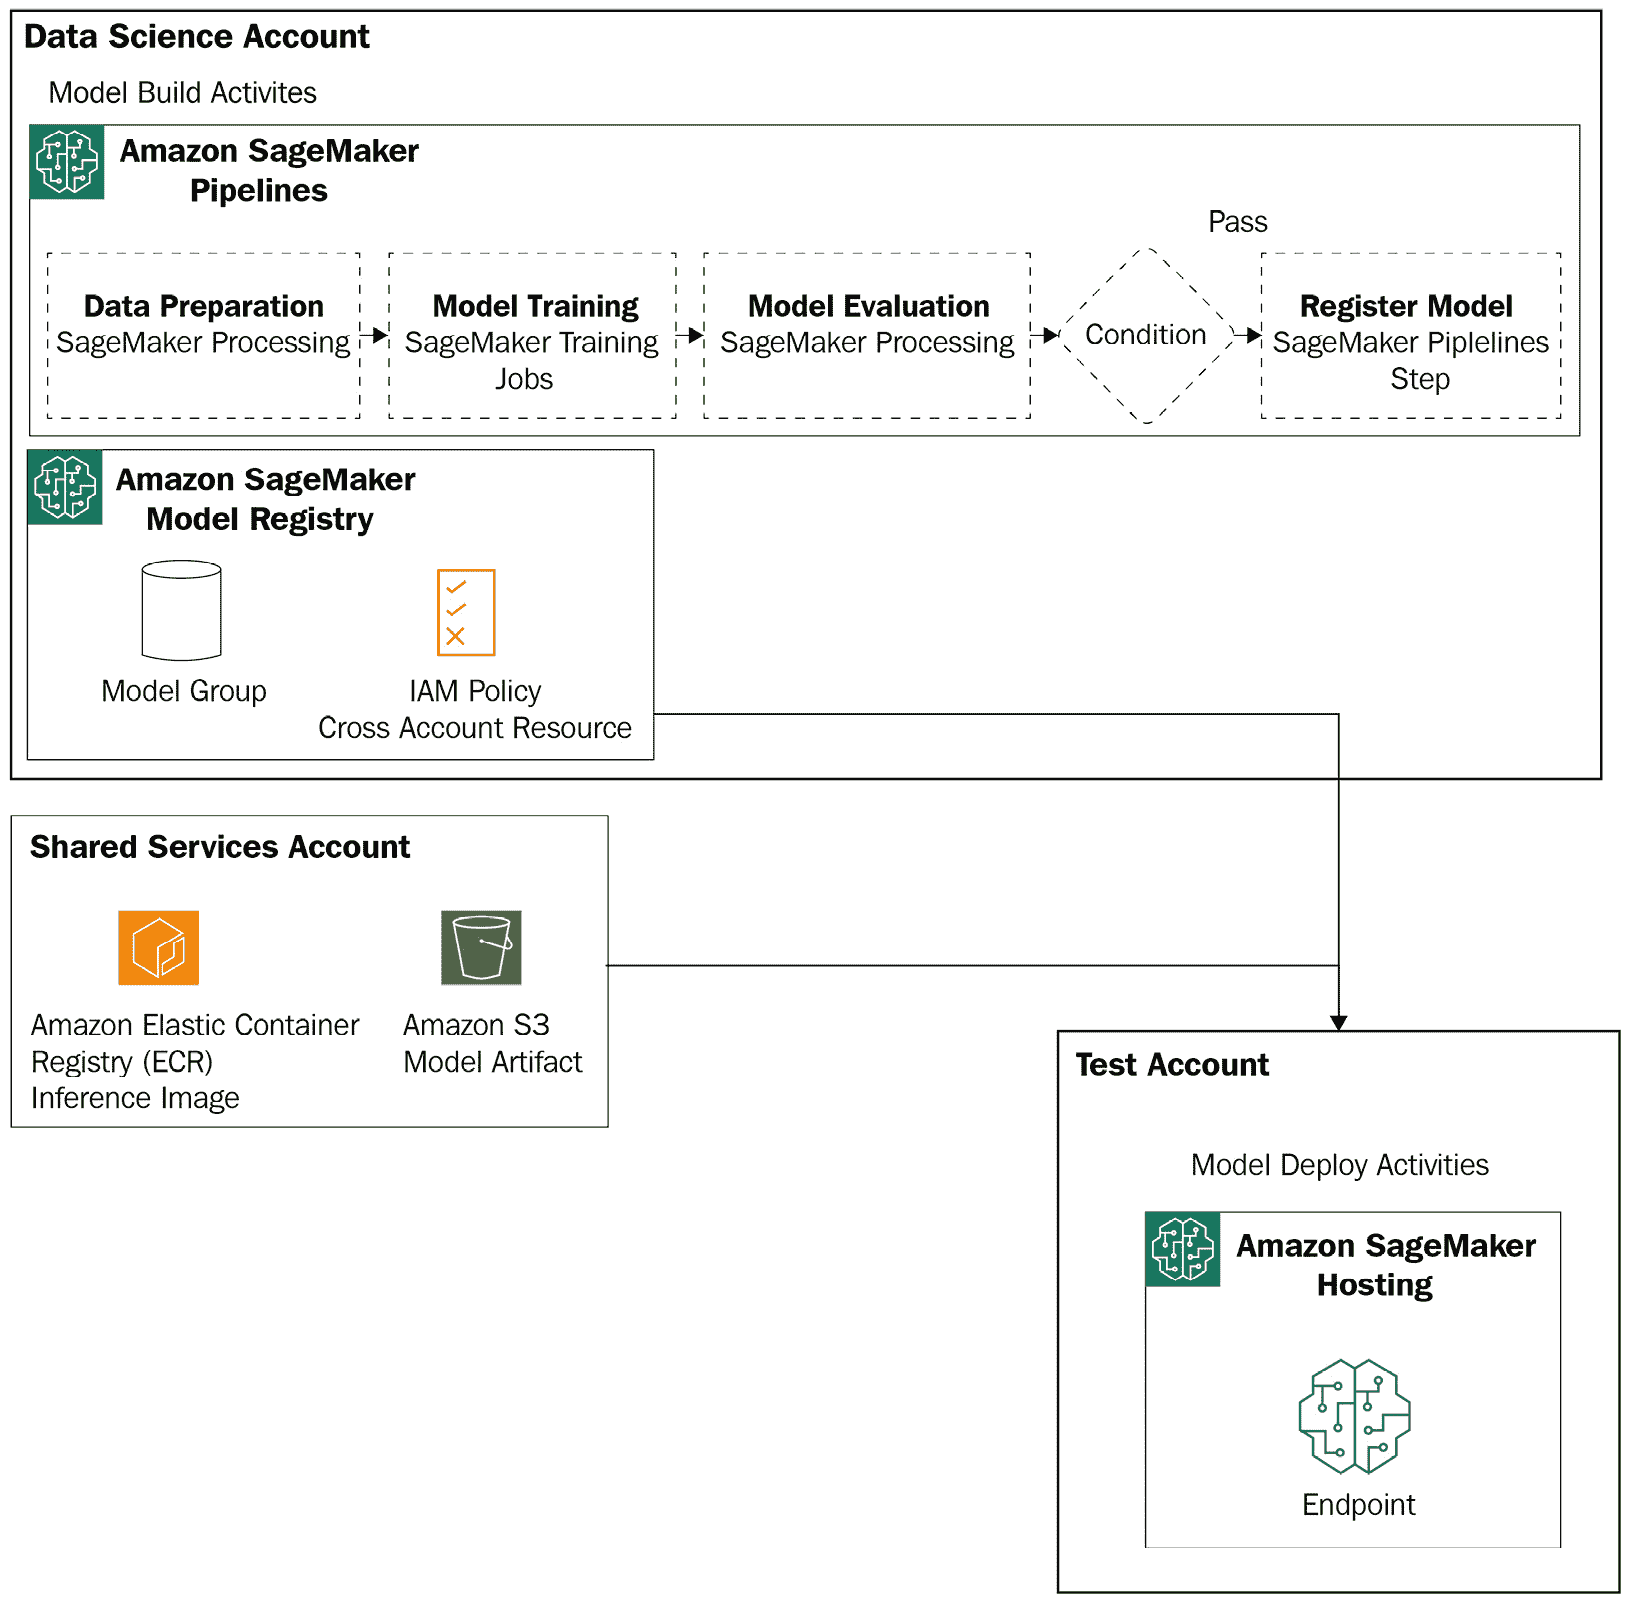 Data Science Account
Model Build Activites
Amazon SageMaker
Pipelines
Pass
Data Preparation
SageMaker Processing
Model Training
SageMaker Training
Jobs
Model Evaluation
SageMaker Processing
Condition
Register Model
SageMaker Piplelines
Step
Amazon SageMaker
Model Registry
Model Group
IAM Policy
Cross Account Resource
Shared Services Account
Amazon Elastic Container
Registry (ECR)
Inference Image
Amazon S3
Model Artifact
Test Account
Model Deploy Activities
Amazon SageMaker
Hosting
Endpoint